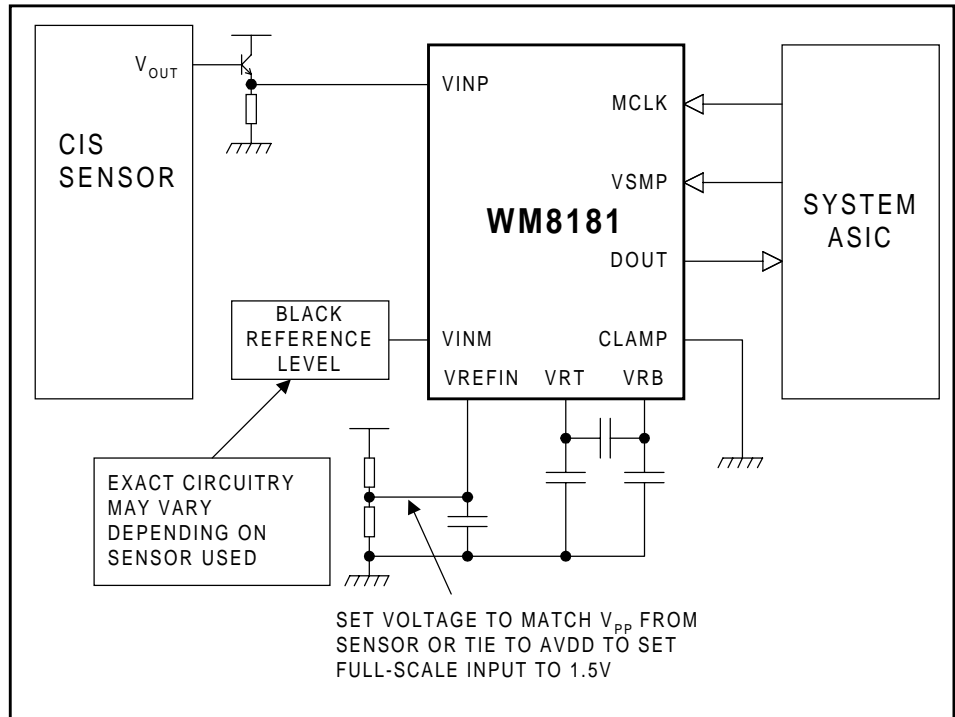 V_OUT
CIS
SENSOR
VINP
MCLK
VSMP
WM8181
DOUT
SYSTEM
ASIC
BLACK
REFERENCE
LEVEL
VINM
CLAMP
VREFIN VRT VRB
EXACT CIRCUITRY
MAY VARY
DEPENDING ON
SENSOR USED
SET VOLTAGE TO MATCH V_PP FROM
SENSOR OR TIE TO AVDD TO SET
FULL-SCALE INPUT TO 1.5V